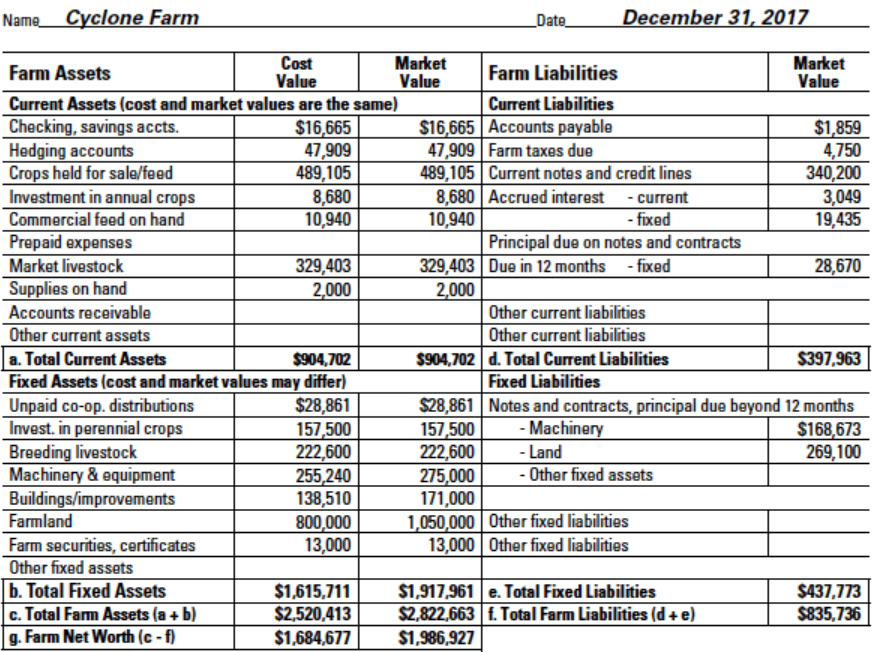 Name Cyclone Farm Date December 31, 2017
Farm Assets Cost Value Market Value Farm Liabilities Market Value
Current Assets (cost and market values are the same) Current Liabilities
Checking, savings accts. $16,665 $16,665 Accounts payable $1,859
Hedging accounts 47,909 47,909 Farm taxes due 4,750
Crops held for sale/feed 489,105 489,105 Current notes and credit lines 340,200
Investment in annual crops 8,680 8,680 Accrued interest - current 3,049
Commercial feed on hand 10,940 10,940 - fixed 19,435
Prepaid expenses Principal due on notes and contracts
Market livestock 329,403 329,403 Due in 12 months - fixed 28,670
Supplies on hand 2,000 2,000
Accounts receivable Other current liabilities
Other current assets Other current liabilities
a. Total Current Assets $904,702 $904,702 d. Total Current Liabilities $397,963
Fixed Assets (cost and market values may differ) Fixed Liabilities
Unpaid co-op. distributions $28,861 $28,861 Notes and contracts, principal due beyond 12 months
Invest. in perennial crops 157,500 157,500 - Machinery $168,673
Breeding livestock 222,600 222,600 - Land 269,100
Machinery & equipment 255,240 275,000 - Other fixed assets
Buildings/improvements 138,510 171,000
Farmland 800,000 1,050,000 Other fixed liabilities
Farm securities, certificates 13,000 13,000 Other fixed liabilities
Other fixed assets
b. Total Fixed Assets $1,615,711 $1,917,961 e. Total Fixed Liabilities $437,773
c. Total Farm Assets (a + b) $2,520,413 $2,822,663 f. Total Farm Liabilities (d + e) $835,736
g. Farm Net Worth (c - f) $1,684,677 $1,986,927